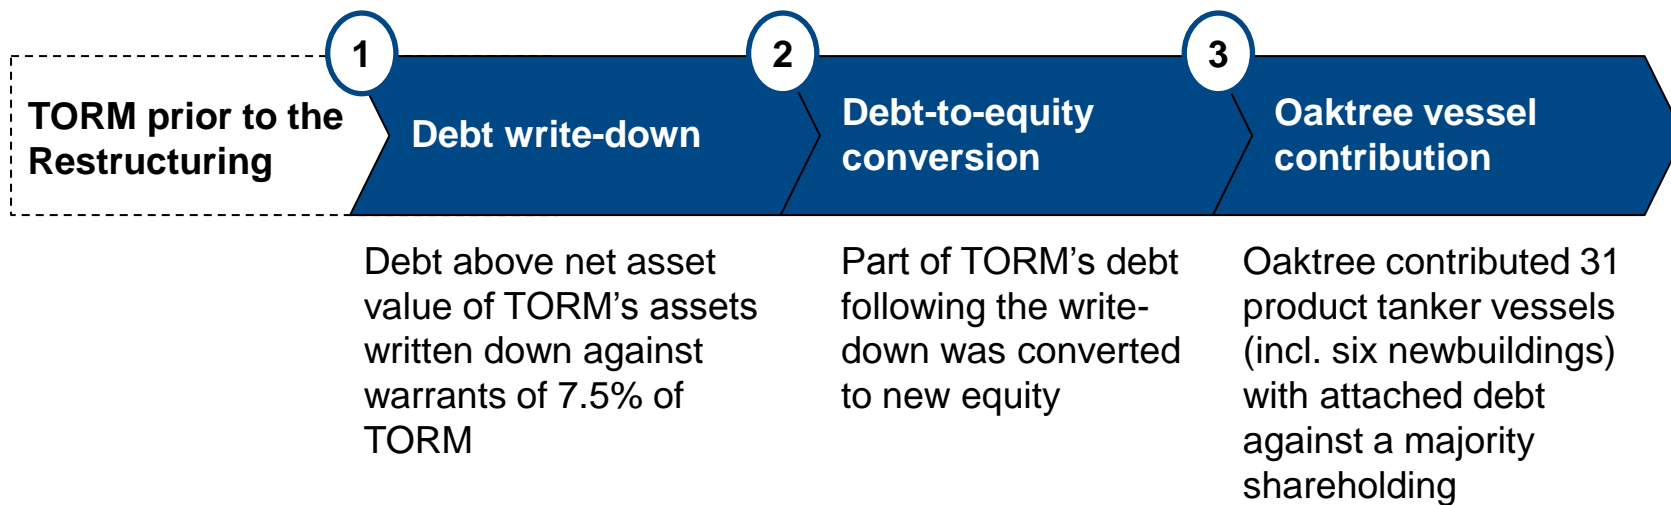 1
2
3
TORM prior to the
Restructuring
Debt write-down
Debt-to-equity
conversion
Oaktree vessel
contribution
Debt above net asset
value of TORM’s assets
written down against
warrants of 7.5% of
TORM
Part of TORM’s debt
following the write-
down was converted
to new equity
Oaktree contributed 31
product tanker vessels
(incl. six newbuildings)
with attached debt
against a majority
shareholding